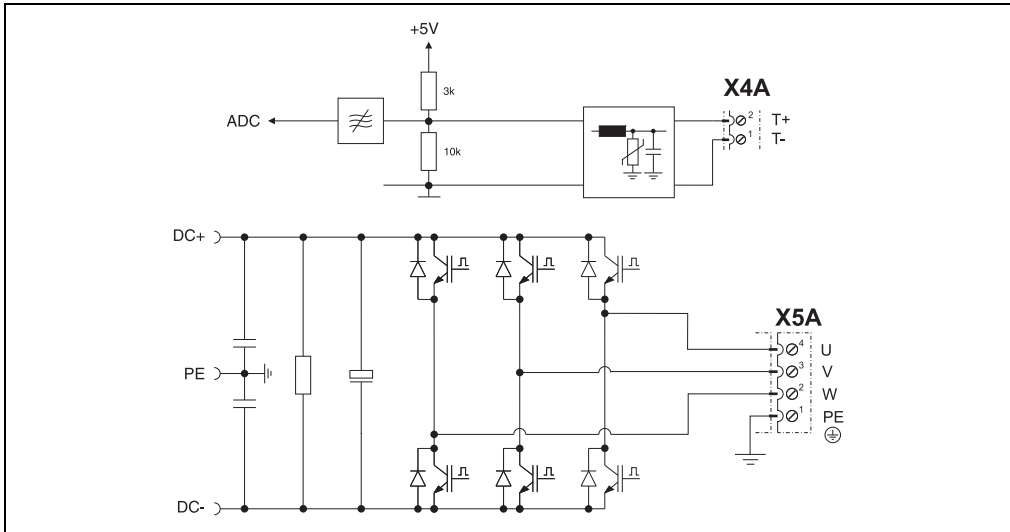 +5V
3k
ADC
10k
X4A
2 T+
1 T-
DC+
PE
DC-
X5A
4 U
3 V
2 W
1 PE